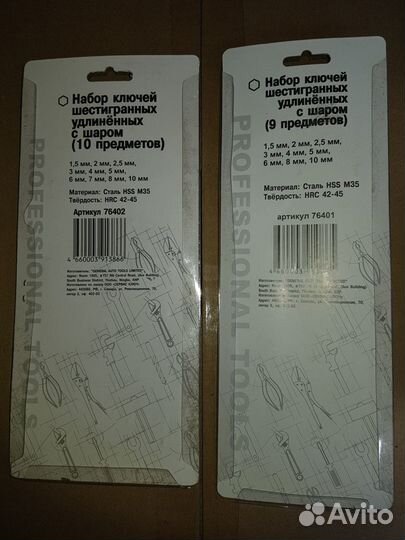 Набор ключей
шестигранных
удлинённых
с шаром
(10 предметов)
1,5 мм, 2 мм, 2,5 мм,
3 мм, 4 мм, 5 мм,
6 мм, 7 мм, 8 мм, 10 мм
Материал: Сталь HSS M35
Твёрдость: HRC 42-45
Артикул 76402
4 660003 913866
PROFESSIONAL TOOLS
Набор ключей
шестигранных
удлинённых
с шаром
(9 предметов)
1,5 мм, 2 мм, 2,5 мм,
3 мм, 4 мм, 5 мм,
6 мм, 8 мм, 10 мм
Материал: Сталь HSS M35
Твёрдость: HRC 42-45
артикул 76401
PROFESSIONAL TOOLS
Avito